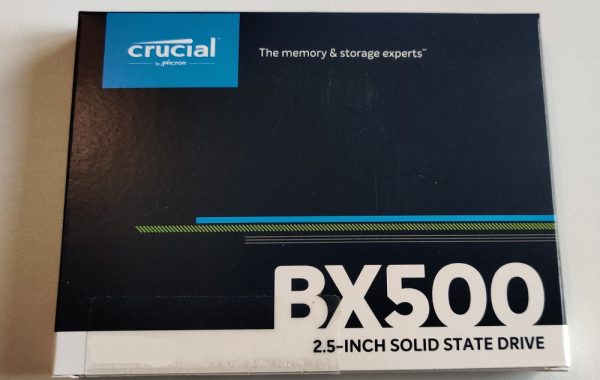 crucial
by Micron
The memory & storage experts™
BX500
2.5-INCH SOLID STATE DRIVE